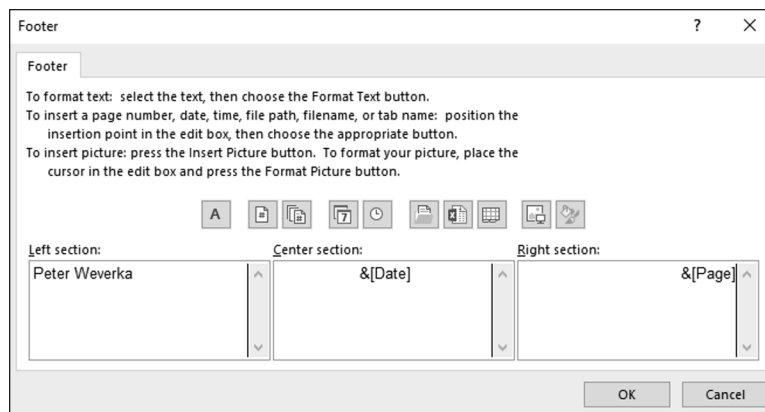 Footer
? ×
Footer
To format text: select the text, then choose the Format Text button.
To insert a page number, date, time, file path, filename, or tab name: position the
insertion point in the edit box, then choose the appropriate button.
To insert picture: press the Insert Picture button. To format your picture, place the
cursor in the edit box and press the Format Picture button.
A # # 7
Left section: Center section: Right section:
Peter Weverka &[Date] &[Page]
OK Cancel